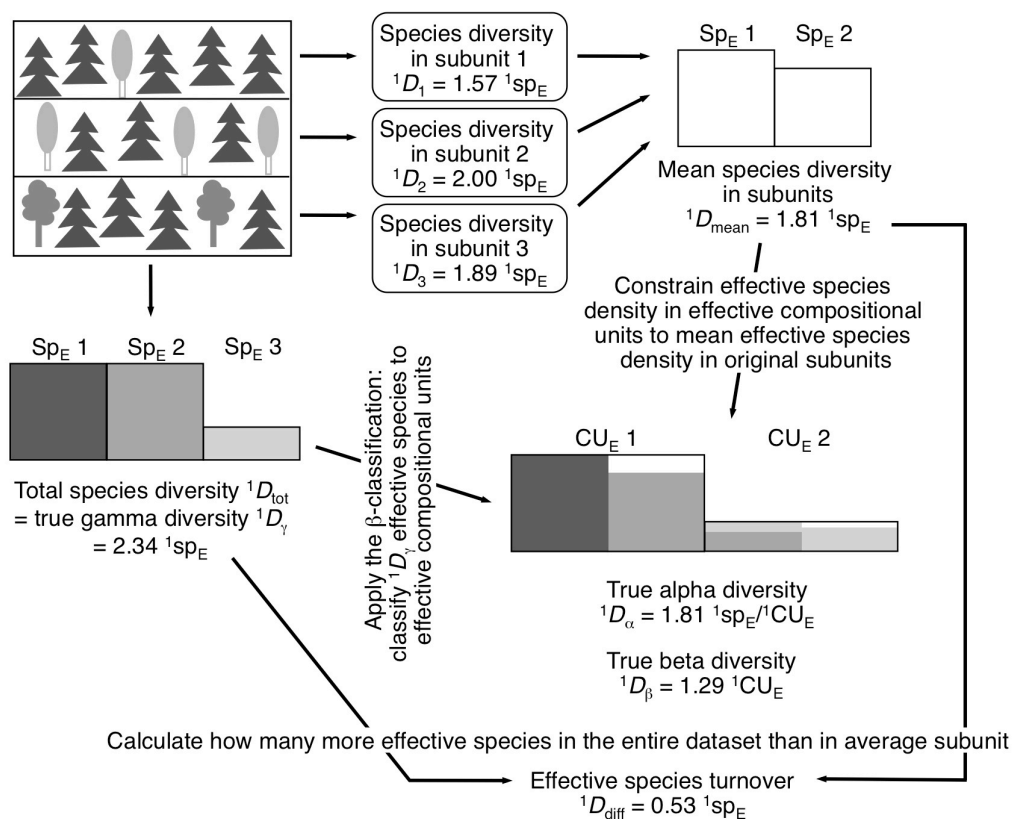 Species diversity
in subunit 1
¹D₁ = 1.57 ¹spE
Species diversity
in subunit 2
¹D₂ = 2.00 ¹spE
Species diversity
in subunit 3
¹D₃ = 1.89 ¹spE
SpE 1 SpE 2
Mean species diversity
in subunits
¹Dmean = 1.81 ¹spE
Constrain effective species
density in effective compositional
units to mean effective species
density in original subunits
SpE 1 SpE 2 SpE 3
Total species diversity ¹Dtot
= true gamma diversity ¹Dγ
= 2.34 ¹spE
Apply the β-classification:
classify ¹Dγ effective species to
effective compositional units
CUE 1 CUE 2
True alpha diversity
¹Dα = 1.81 ¹spE/¹CUE
True beta diversity
¹Dβ = 1.29 ¹CUE
Calculate how many more effective species in the entire dataset than in average subunit
Effective species turnover
¹Ddiff = 0.53 ¹spE